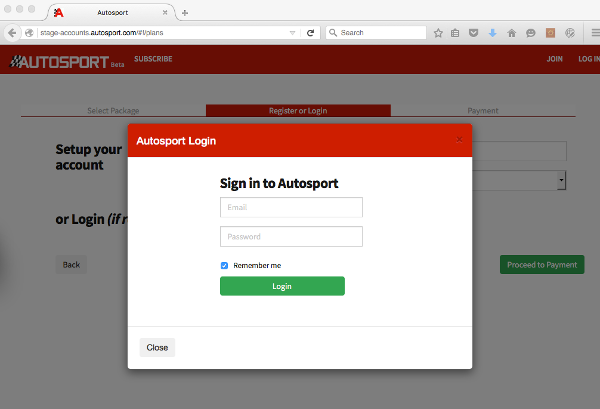 Autosport
stage-accounts.autosport.com/#!/plans
Search
AUTOSPORT Beta
SUBSCRIBE
JOIN
LOG IN
Select Package
Register or Login
Payment
Setup your
account
or Login (if r
Back
Proceed to Payment
Autosport Login
×
Sign in to Autosport
Email
Password
Remember me
Login
Close